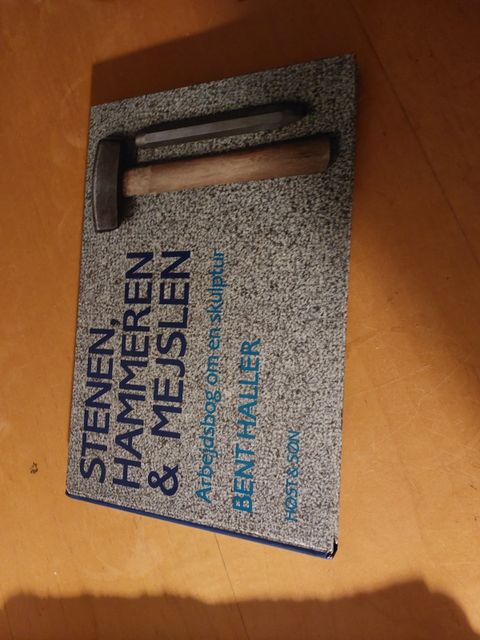 STENEN,
HAMMEREN
& MEJSLEN
Arbejdsbog om en skulptur
BENT HALLER
HØST & SØN